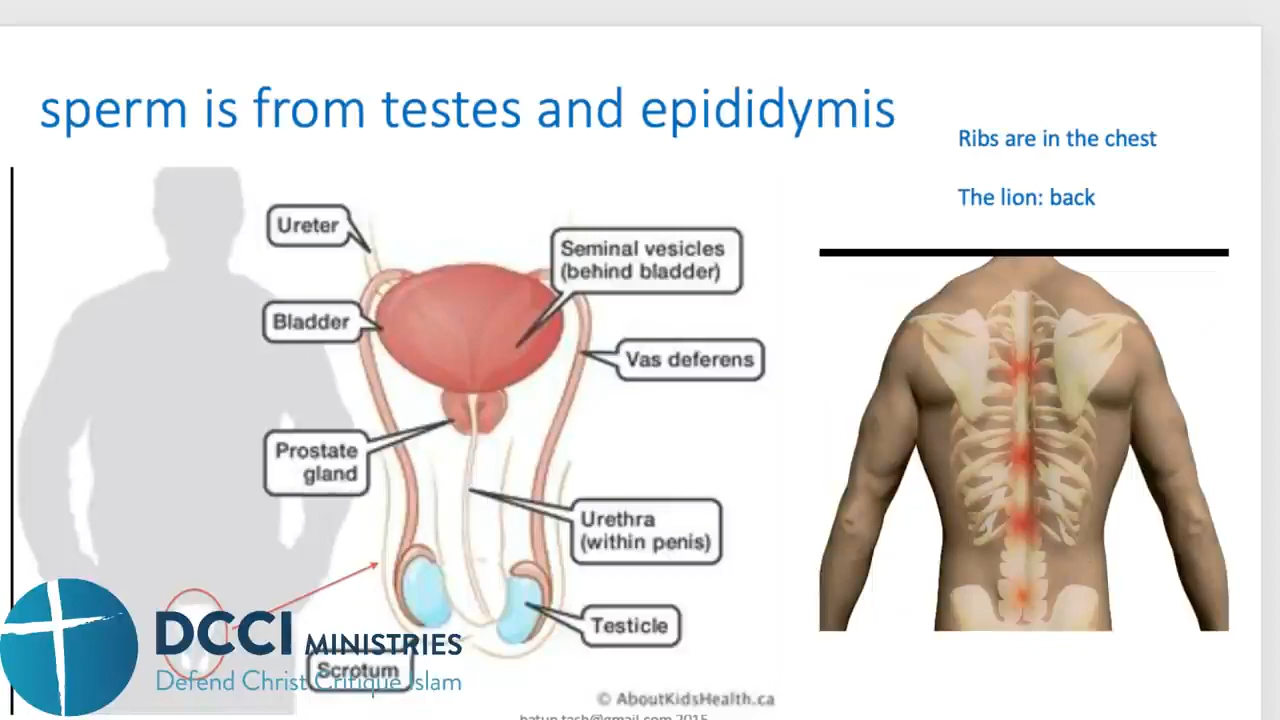 sperm is from testes and epididymis
Ribs are in the chest
The lion: back
Ureter
Seminal vesicles
(behind bladder)
Bladder
Vas deferens
Prostate
gland
Urethra
(within penis)
Testicle
Scrotum
DCCI MINISTRIES
Defend Christ Critique Islam
© AboutKidsHealth.ca